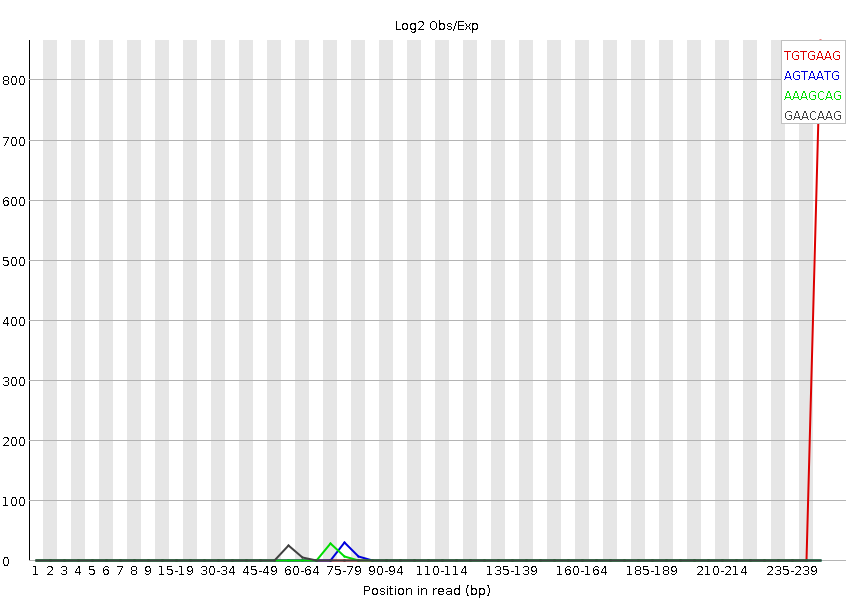 Log2 Obs/Exp
TGTGAAG
AGTAATG
AAAGCAG
GAACAAG
800
700
600
500
400
300
200
100
0
1 2 3 4 5 6 7 8 9 15-19 30-34 45-49 60-64 75-79 90-94 110-114 135-139 160-164 185-189 210-214 235-239
Position in read (bp)